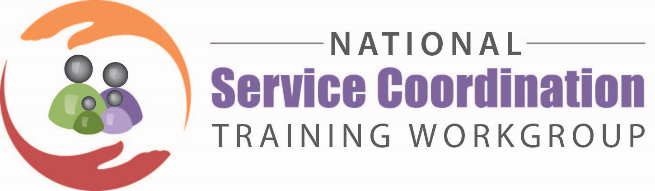 NATIONAL
Service Coordination
TRAINING WORKGROUP